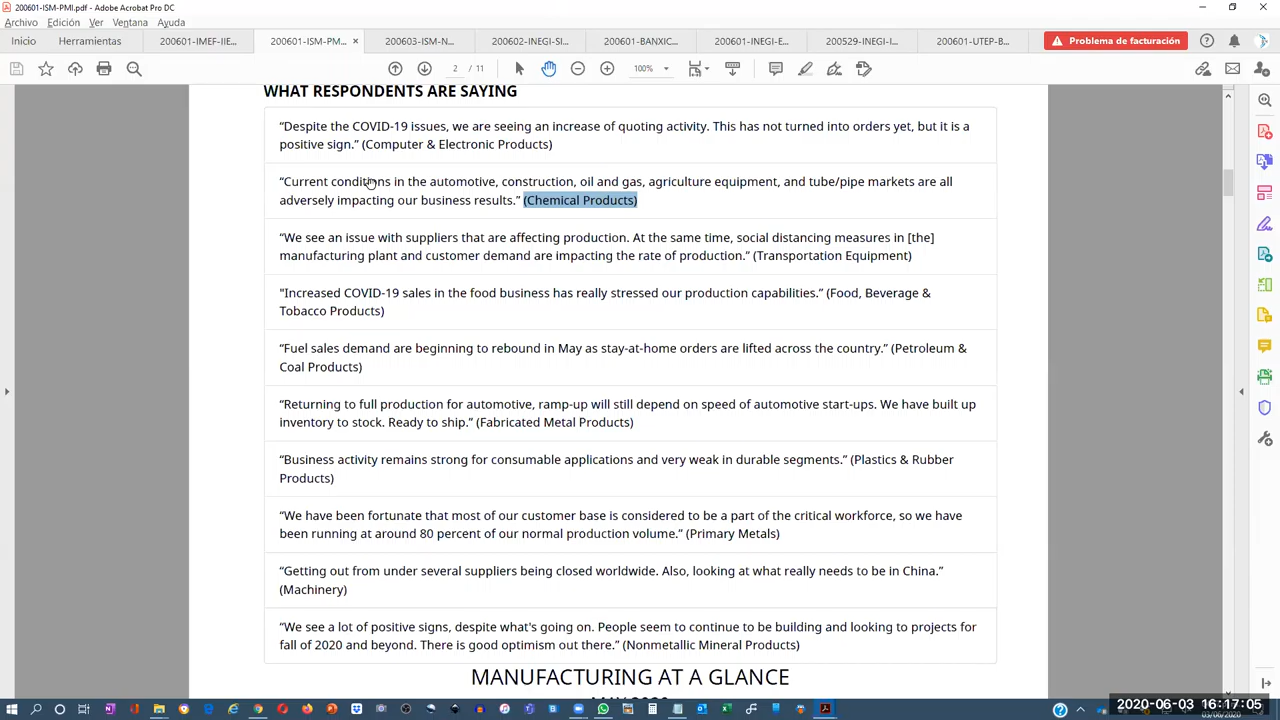 200601-ISM-PMI.pdf - Adobe Acrobat Pro DC
Archivo Edición Ver Ventana Ayuda
Inicio Herramientas 200601-IMEF-IIE... 200601-ISM-PM... × 200603-ISM-N... 200602-INEGI-SI... 200601-BANXIC... 200601-INEGI-E... 200529-INEGI-I... 200601-UTEP-B... Problema de facturación
2 / 11 100%
WHAT RESPONDENTS ARE SAYING
“Despite the COVID-19 issues, we are seeing an increase of quoting activity. This has not turned into orders yet, but it is a
positive sign.” (Computer & Electronic Products)
“Current conditions in the automotive, construction, oil and gas, agriculture equipment, and tube/pipe markets are all
adversely impacting our business results.” (Chemical Products)
“We see an issue with suppliers that are affecting production. At the same time, social distancing measures in [the]
manufacturing plant and customer demand are impacting the rate of production.” (Transportation Equipment)
"Increased COVID-19 sales in the food business has really stressed our production capabilities.” (Food, Beverage &
Tobacco Products)
“Fuel sales demand are beginning to rebound in May as stay-at-home orders are lifted across the country.” (Petroleum &
Coal Products)
“Returning to full production for automotive, ramp-up will still depend on speed of automotive start-ups. We have built up
inventory to stock. Ready to ship.” (Fabricated Metal Products)
“Business activity remains strong for consumable applications and very weak in durable segments.” (Plastics & Rubber
Products)
“We have been fortunate that most of our customer base is considered to be a part of the critical workforce, so we have
been running at around 80 percent of our normal production volume.” (Primary Metals)
“Getting out from under several suppliers being closed worldwide. Also, looking at what really needs to be in China.”
(Machinery)
“We see a lot of positive signs, despite what's going on. People seem to continue to be building and looking to projects for
fall of 2020 and beyond. There is good optimism out there.” (Nonmetallic Mineral Products)
MANUFACTURING AT A GLANCE
MAY 2020
2020-06-03 16:17:05
03/06/2020